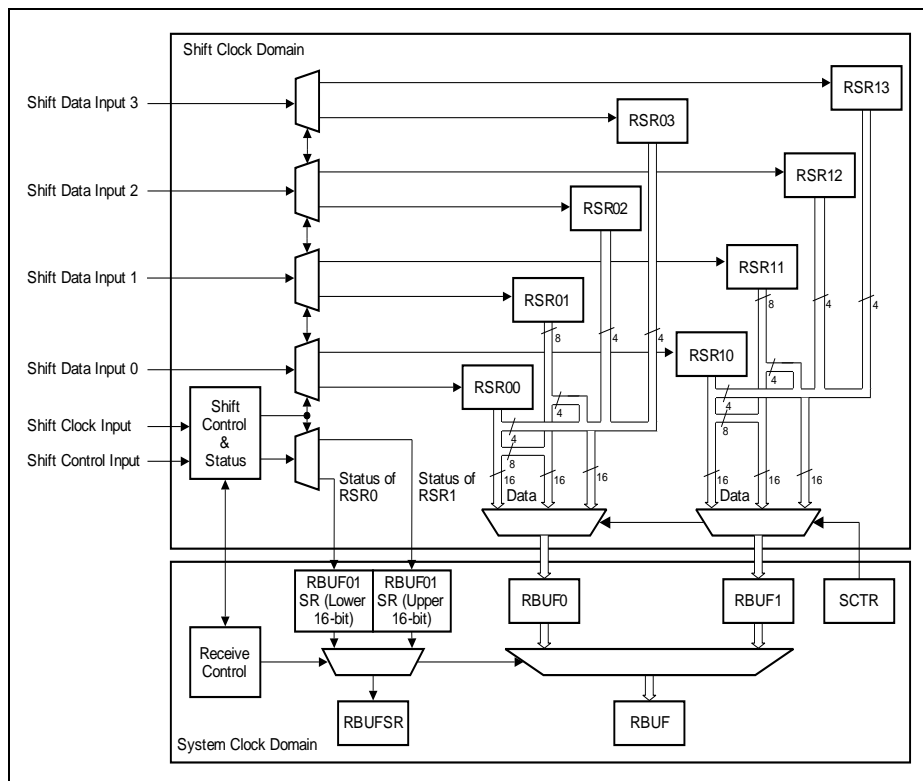 Shift Clock Domain
Shift Data Input 3
RSR13
RSR03
Shift Data Input 2
RSR12
RSR02
Shift Data Input 1
RSR11
RSR01
8
4
4
8
4
4
Shift Data Input 0
RSR10
RSR00
4
4
4
4
8
8
Shift Clock Input
Shift Control Input
Shift
Control
&
Status
Status of
RSR0
Status of
RSR1
Data
16
16
16
Data
16
16
16
RBUF01
SR (Lower
16-bit)
RBUF01
SR (Upper
16-bit)
RBUF0
RBUF1
SCTR
Receive
Control
RBUFSR
RBUF
System Clock Domain